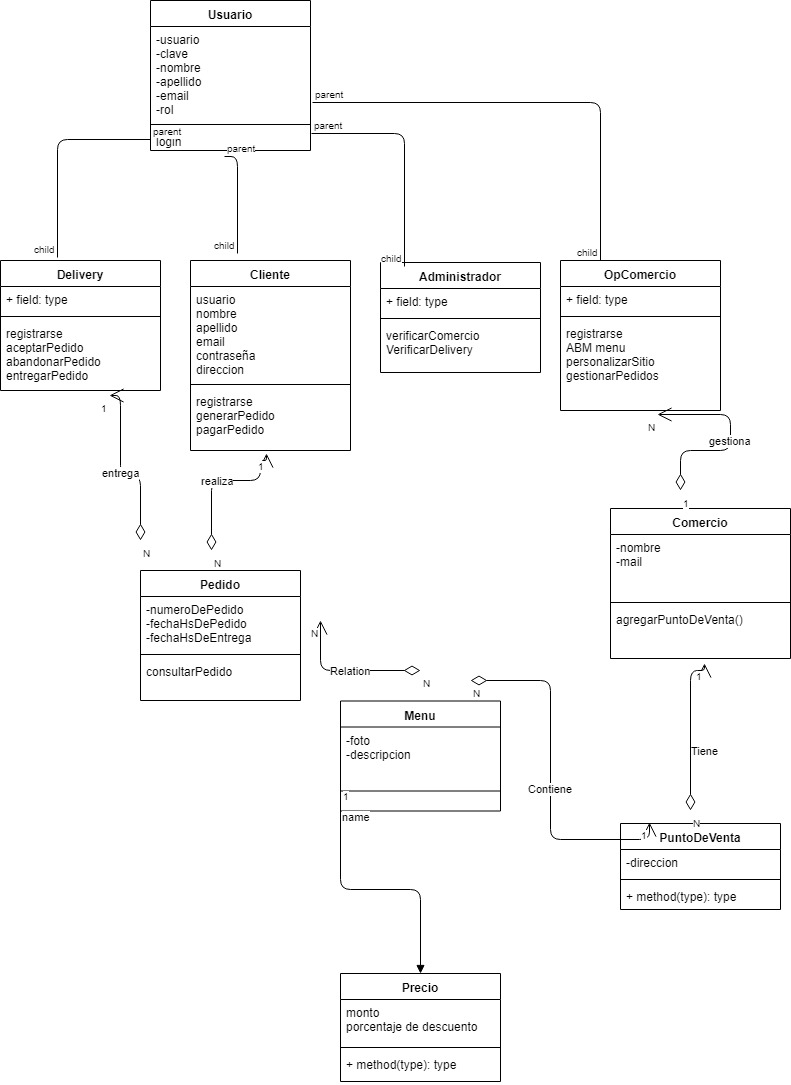 Usuario
-usuario
-clave
-nombre
-apellido
-email
-rol
parent
parent
parent
login
parent
child
child
child
child
Delivery
+ field: type
registrarse
aceptarPedido
abandonarPedido
entregarPedido
Cliente
usuario
nombre
apellido
email
contraseña
direccion
registrarse
generarPedido
pagarPedido
Administrador
+ field: type
verificarComercio
VerificarDelivery
OpComercio
+ field: type
registrarse
ABM menu
personalizarSitio
gestionarPedidos
1
entrega
N
1
realiza
N
N
gestiona
1
Comercio
-nombre
-mail
agregarPuntoDeVenta()
Pedido
-numeroDePedido
-fechaHsDePedido
-fechaHsDeEntrega
consultarPedido
N
Relation
N
N
Contiene
1
1
Tiene
N
Menu
-foto
-descripcion
1
name
PuntoDeVenta
-direccion
+ method(type): type
Precio
monto
porcentaje de descuento
+ method(type): type